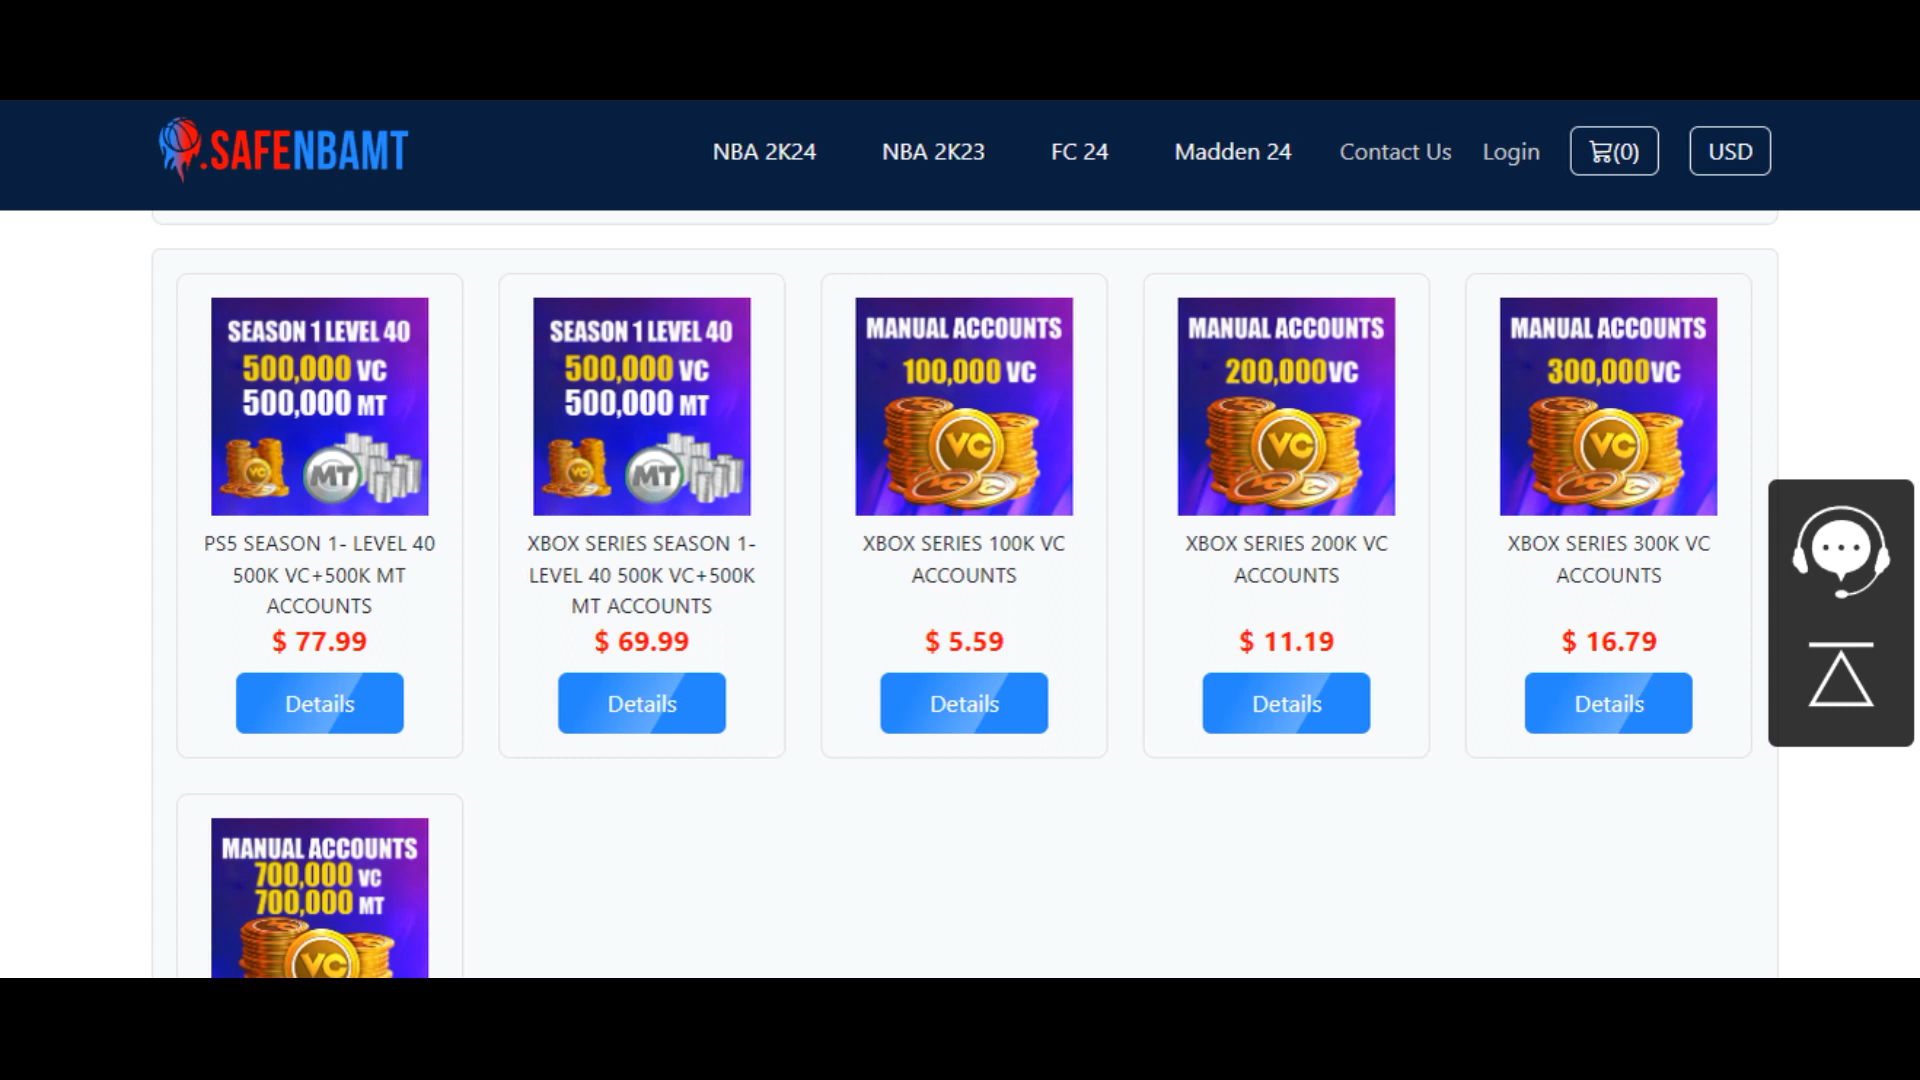 .SAFENBAMT
NBA 2K24 NBA 2K23 FC 24 Madden 24 Contact Us Login (0) USD
SEASON 1 LEVEL 40
500,000 VC
500,000 MT
MT
VC
PS5 SEASON 1- LEVEL 40
500K VC+500K MT
ACCOUNTS
$ 77.99
Details
SEASON 1 LEVEL 40
500,000 VC
500,000 MT
MT
VC
XBOX SERIES SEASON 1-
LEVEL 40 500K VC+500K
MT ACCOUNTS
$ 69.99
Details
MANUAL ACCOUNTS
100,000 VC
VC
XBOX SERIES 100K VC
ACCOUNTS
$ 5.59
Details
MANUAL ACCOUNTS
200,000VC
VC
XBOX SERIES 200K VC
ACCOUNTS
$ 11.19
Details
MANUAL ACCOUNTS
300,000VC
VC
XBOX SERIES 300K VC
ACCOUNTS
$ 16.79
Details
MANUAL ACCOUNTS
700,000 VC
700,000 MT
VC